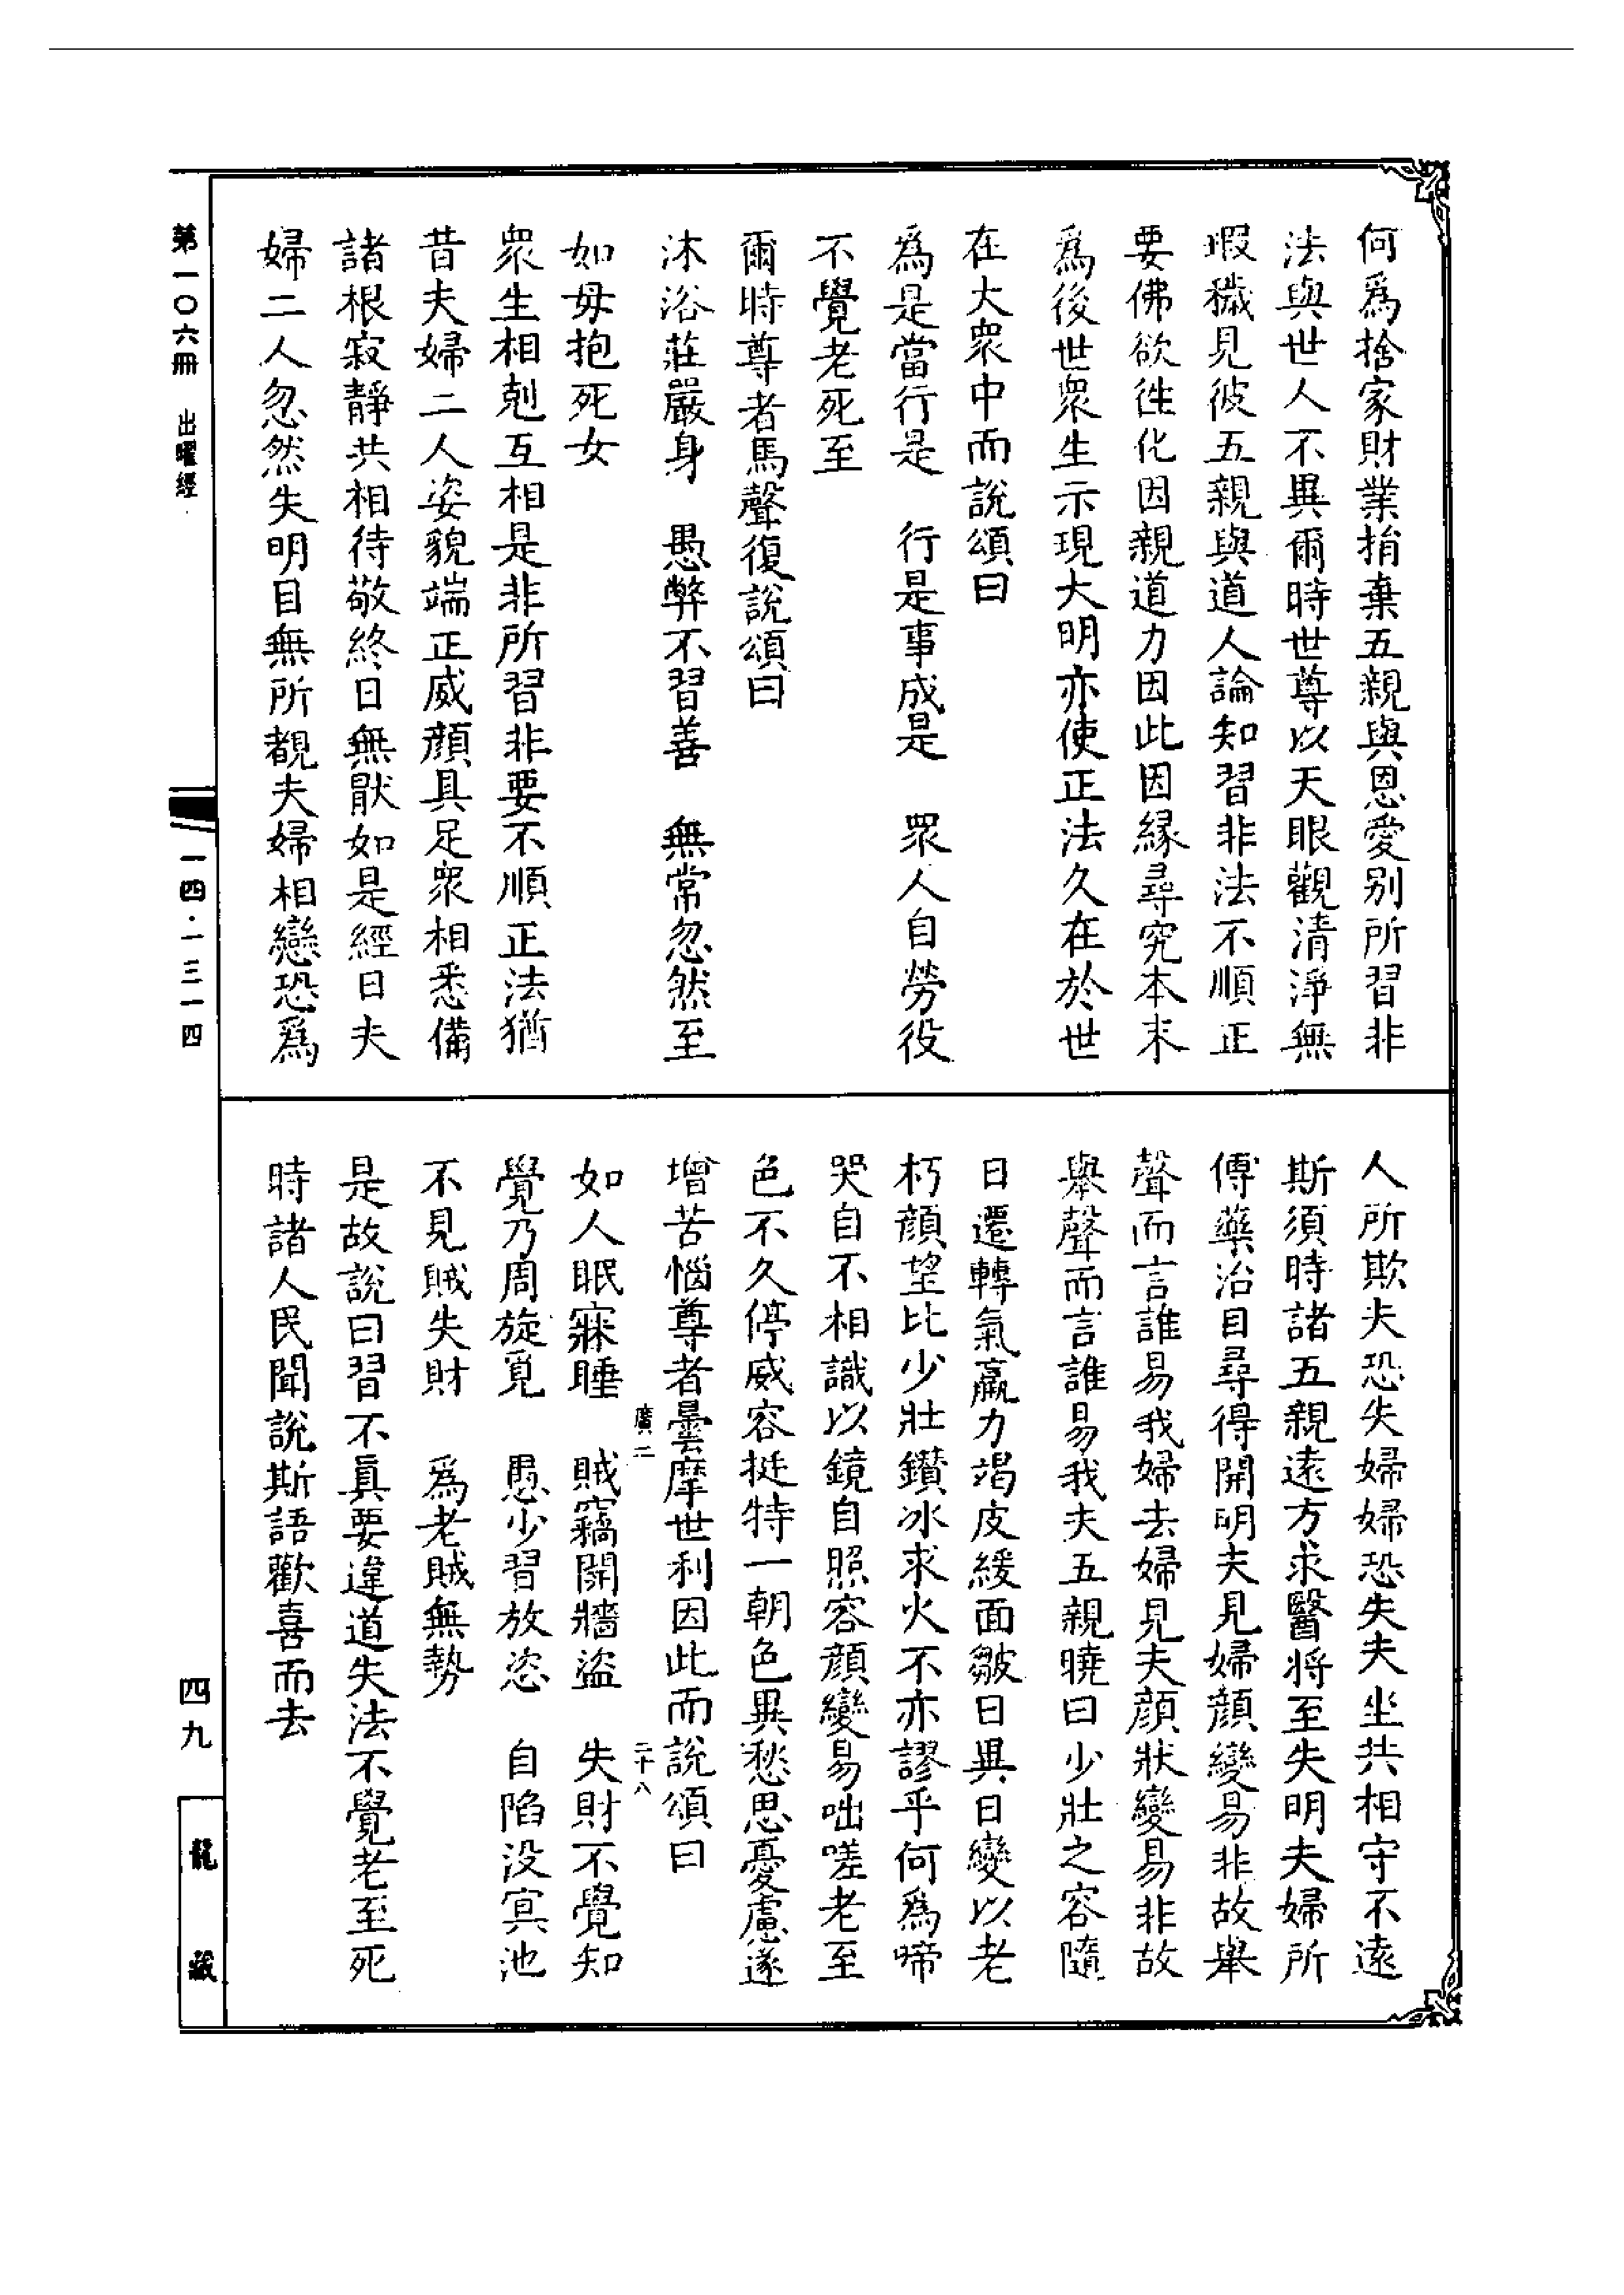 何爲捨家財業捐棄五親與恩愛别所習非
法與世人不異爾時世尊以天眼觀清淨無
瑕穢見彼五親與道人論知習非法不順正
要佛欲徃化因親道力因此因緣尋究本末
爲後世衆生示現大明亦使正法久在於世
在大衆中而說頌曰
爲是當行是　行是事成是　眾人自勞役
不覺老死至
爾時尊者馬聲復說頌曰
沐浴莊嚴身　愚弊不習善　無常忽然至
如母抱死女
衆生相剋互相是非所習非要不順正法猶
昔夫婦二人姿貌端正威顔具足衆相悉備
諸根寂靜共相待敬終日無猒如是經日夫
婦二人忽然失明目無所覩夫婦相戀恐爲
人所欺夫恐失婦婦恐失夫坐共相守不遠
斯須時諸五親遠方求醫將至失明夫婦所
傅藥治目尋得開明夫見婦顔變易非故舉
聲而言誰易我婦去婦見夫顔狀變易非故
舉聲而言誰易我夫五親曉曰少壯之容隨
日遷轉氣羸力竭皮緩面皺日異日變以老
朽顔望比少壯鑽冰求火不亦謬乎何爲啼
哭自不相識以鏡自照容顔變易咄嗟老至
色不久停威容挺特一朝色異愁思憂慮遂
增苦惱尊者曇摩世利因此而說頌曰
廣二　二十八
如人眠寐睡　賊竊開牆盜　失財不覺知
覺乃周旋覓　愚少習放恣　自陷没冥池
不見賊失財　爲老賊無勢
是故說曰習不眞要違道失法不覺老至死
時諸人民聞說斯語歡喜而去
第一〇六冊　出曜經
一四·一三一四
四九
龍藏